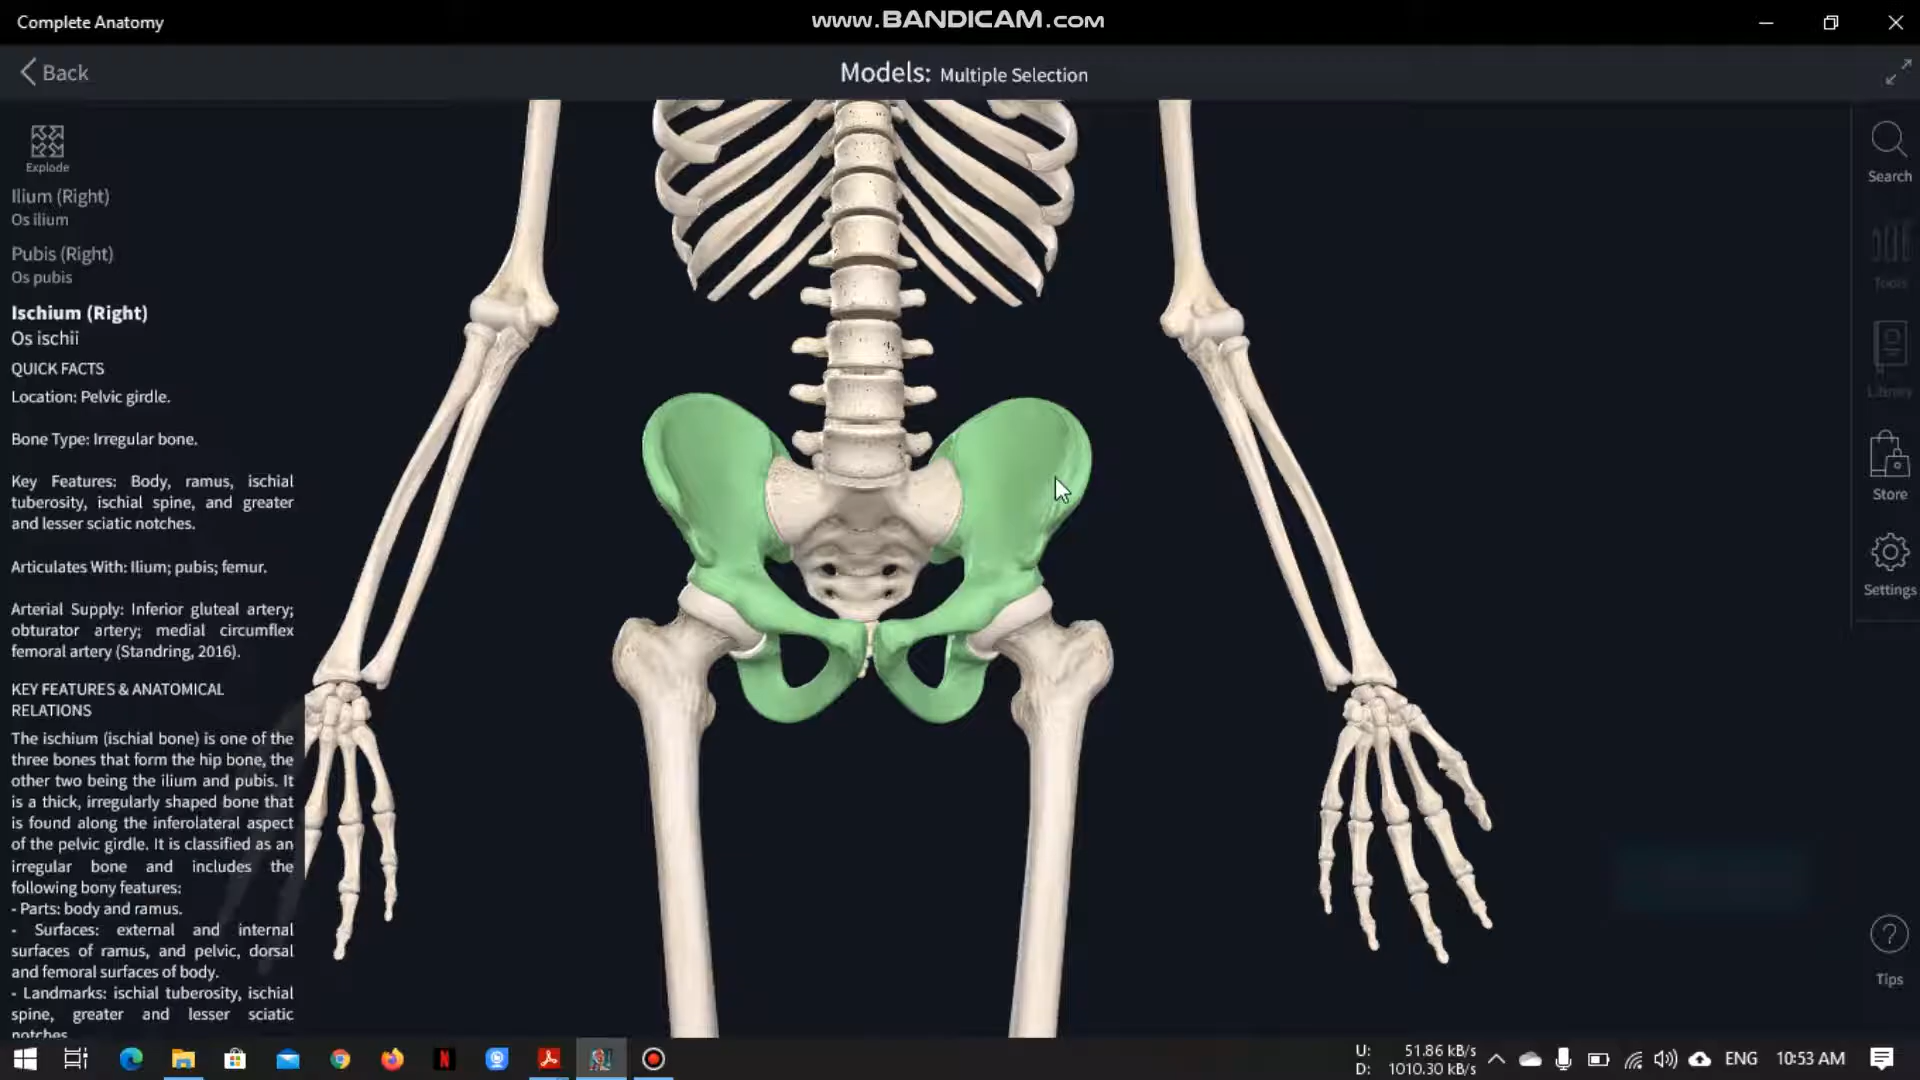 Complete Anatomy
www.BANDICAM.com
Back
Models: Multiple Selection
Explode
Ilium (Right)
Os ilium
Pubis (Right)
Os pubis
Ischium (Right)
Os ischii
QUICK FACTS
Location: Pelvic girdle.
Bone Type: Irregular bone.
Key Features: Body, ramus, ischial
tuberosity, ischial spine, and greater
and lesser sciatic notches.
Articulates With: Ilium; pubis; femur.
Arterial Supply: Inferior gluteal artery;
obturator artery; medial circumflex
femoral artery (Standring, 2016).
KEY FEATURES & ANATOMICAL
RELATIONS
The ischium (ischial bone) is one of the
three bones that form the hip bone, the
other two being the ilium and pubis. It
is a thick, irregularly shaped bone that
is found along the inferolateral aspect
of the pelvic girdle. It is classified as an
irregular bone and includes the
following bony features:
- Parts: body and ramus.
- Surfaces: external and internal
surfaces of ramus, and pelvic, dorsal
and femoral surfaces of body.
- Landmarks: ischial tuberosity, ischial
spine, greater and lesser sciatic
notches
Search
Tools
Library
Store
Settings
Tips
U: 51.86 kB/s
D: 1010.30 kB/s
ENG
10:53 AM